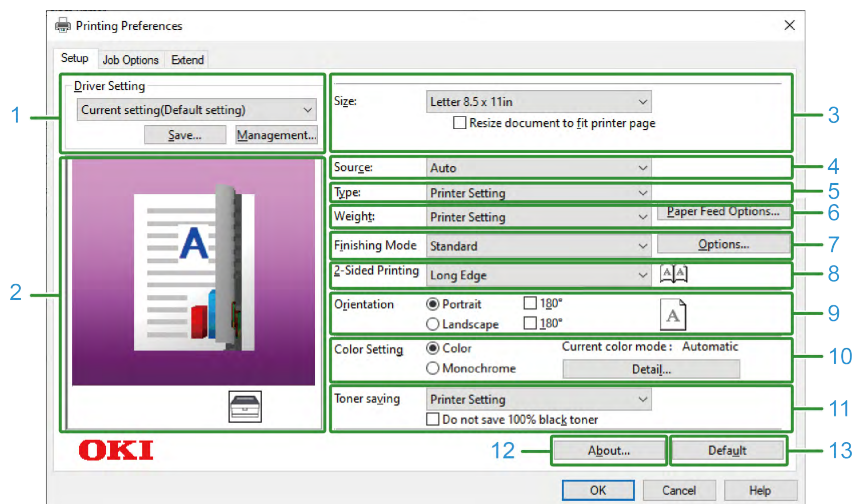 Printing Preferences
Setup Job Options Extend
Driver Setting
Current setting(Default setting)
Save... Management...
1
A
2
OKI
Size: Letter 8.5 x 11in
Resize document to fit printer page
3
Source: Auto
4
Type: Printer Setting
5
Weight: Printer Setting Paper Feed Options...
6
Finishing Mode Standard Options...
7
2-Sided Printing Long Edge AA
8
Orientation Portrait 180°
Landscape 180°
A
9
Color Setting Color Current color mode : Automatic
Monochrome Detail...
10
Toner saving Printer Setting
Do not save 100% black toner
11
12 About... Default 13
OK Cancel Help